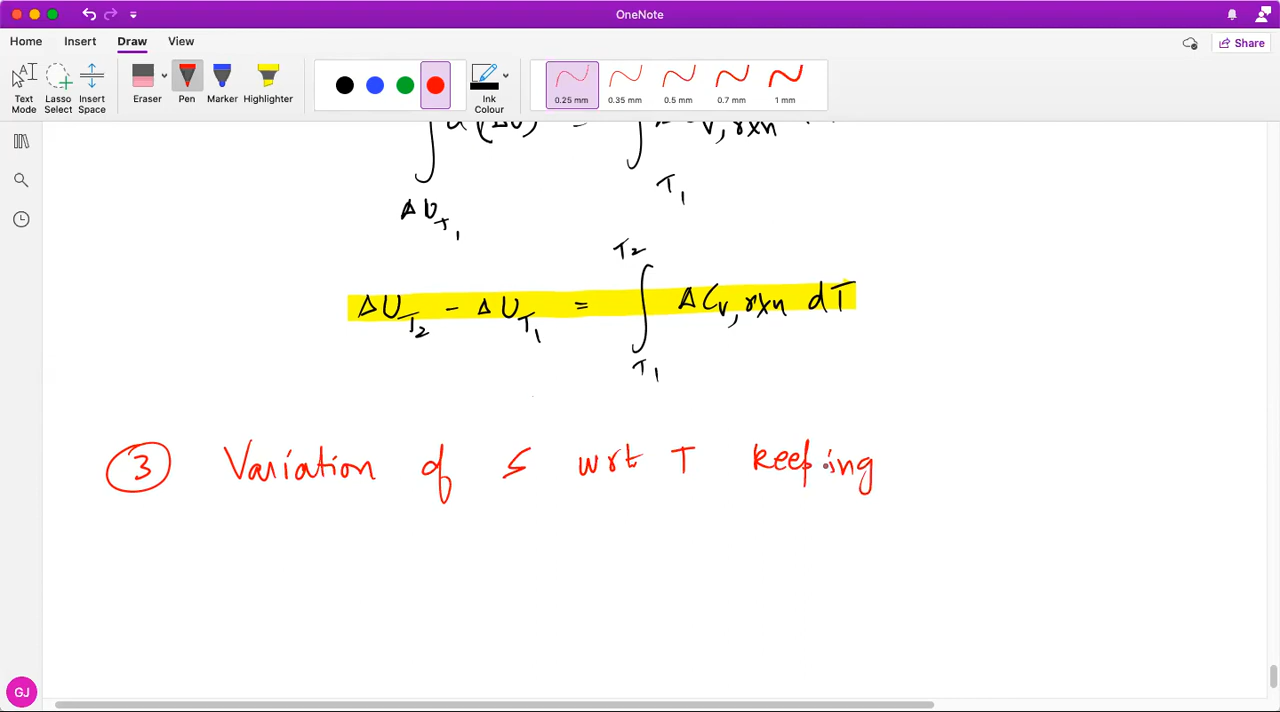 OneNote
Home Insert Draw View
Share
Text Mode
Lasso Select
Insert Space
Eraser
Pen
Marker
Highlighter
Ink Colour
0.25 mm
0.35 mm
0.5 mm
0.7 mm
1 mm
ΔU_T1
T1
T2
ΔU_T2 - ΔU_T1 = ∫ ΔCv,rxn dT
T1
③ Variation of S wrt T keeping
GJ